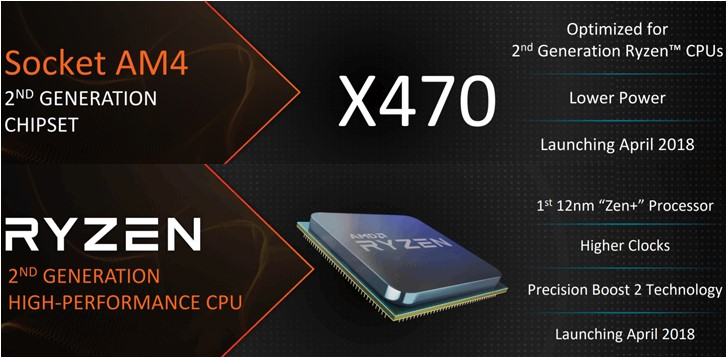 Socket AM4
2ND GENERATION
CHIPSET
X470
Optimized for
2nd Generation Ryzen™ CPUs
Lower Power
Launching April 2018
RYZEN
2ND GENERATION
HIGH-PERFORMANCE CPU
AMD
RYZEN
1st 12nm “Zen+” Processor
Higher Clocks
Precision Boost 2 Technology
Launching April 2018